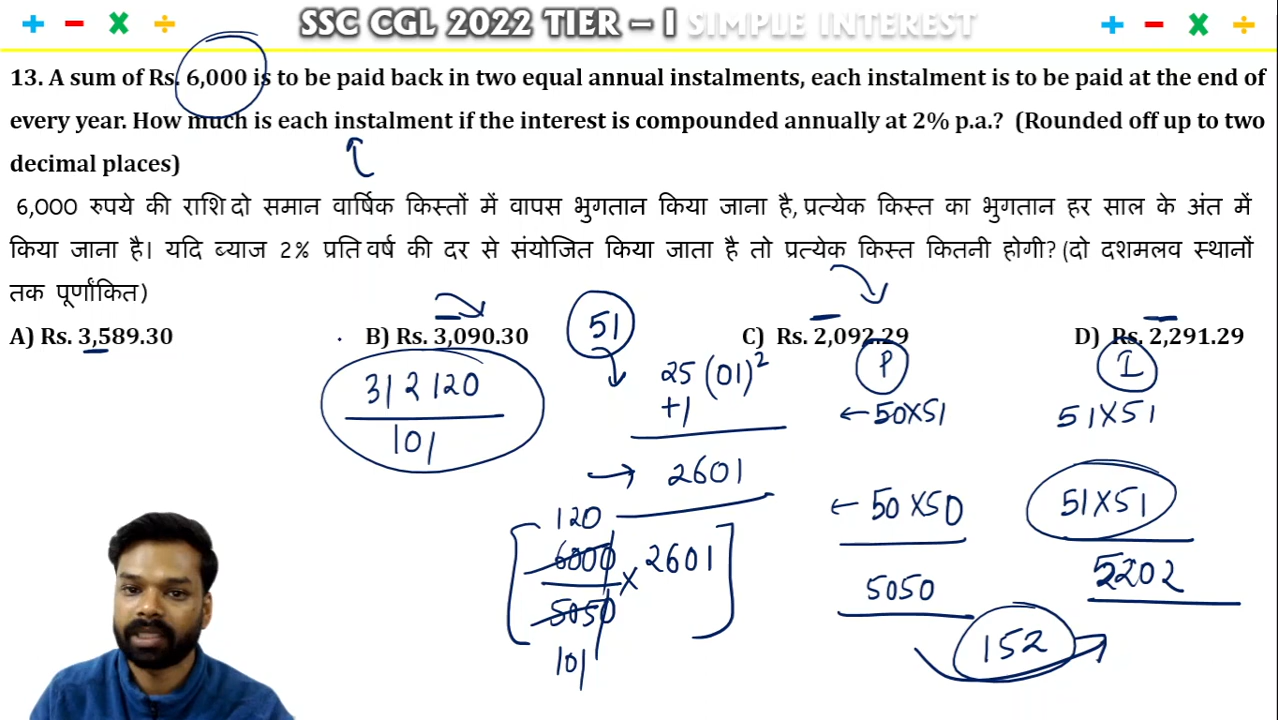 + - × ÷ SSC CGL 2022 TIER – I SIMPLE INTEREST + - × ÷
13. A sum of Rs. 6,000 is to be paid back in two equal annual instalments, each instalment is to be paid at the end of
every year. How much is each instalment if the interest is compounded annually at 2% p.a.? (Rounded off up to two
decimal places)
6,000 रुपये की राशि दो समान वार्षिक किस्तों में वापस भुगतान किया जाना है, प्रत्येक किस्त का भुगतान हर साल के अंत में
किया जाना है। यदि ब्याज 2% प्रति वर्ष की दर से संयोजित किया जाता है तो प्रत्येक किस्त कितनी होगी? (दो दशमलव स्थानों
तक पूर्णांकित)
A) Rs. 3,589.30 B) Rs. 3,090.30 C) Rs. 2,092.29 D) Rs. 2,291.29
51
312120
101
25 (01)²
+1
2601
120
6000 × 2601
5050
101
P I
←50×51 51×51
←50×50 51×51
5050 5202
152